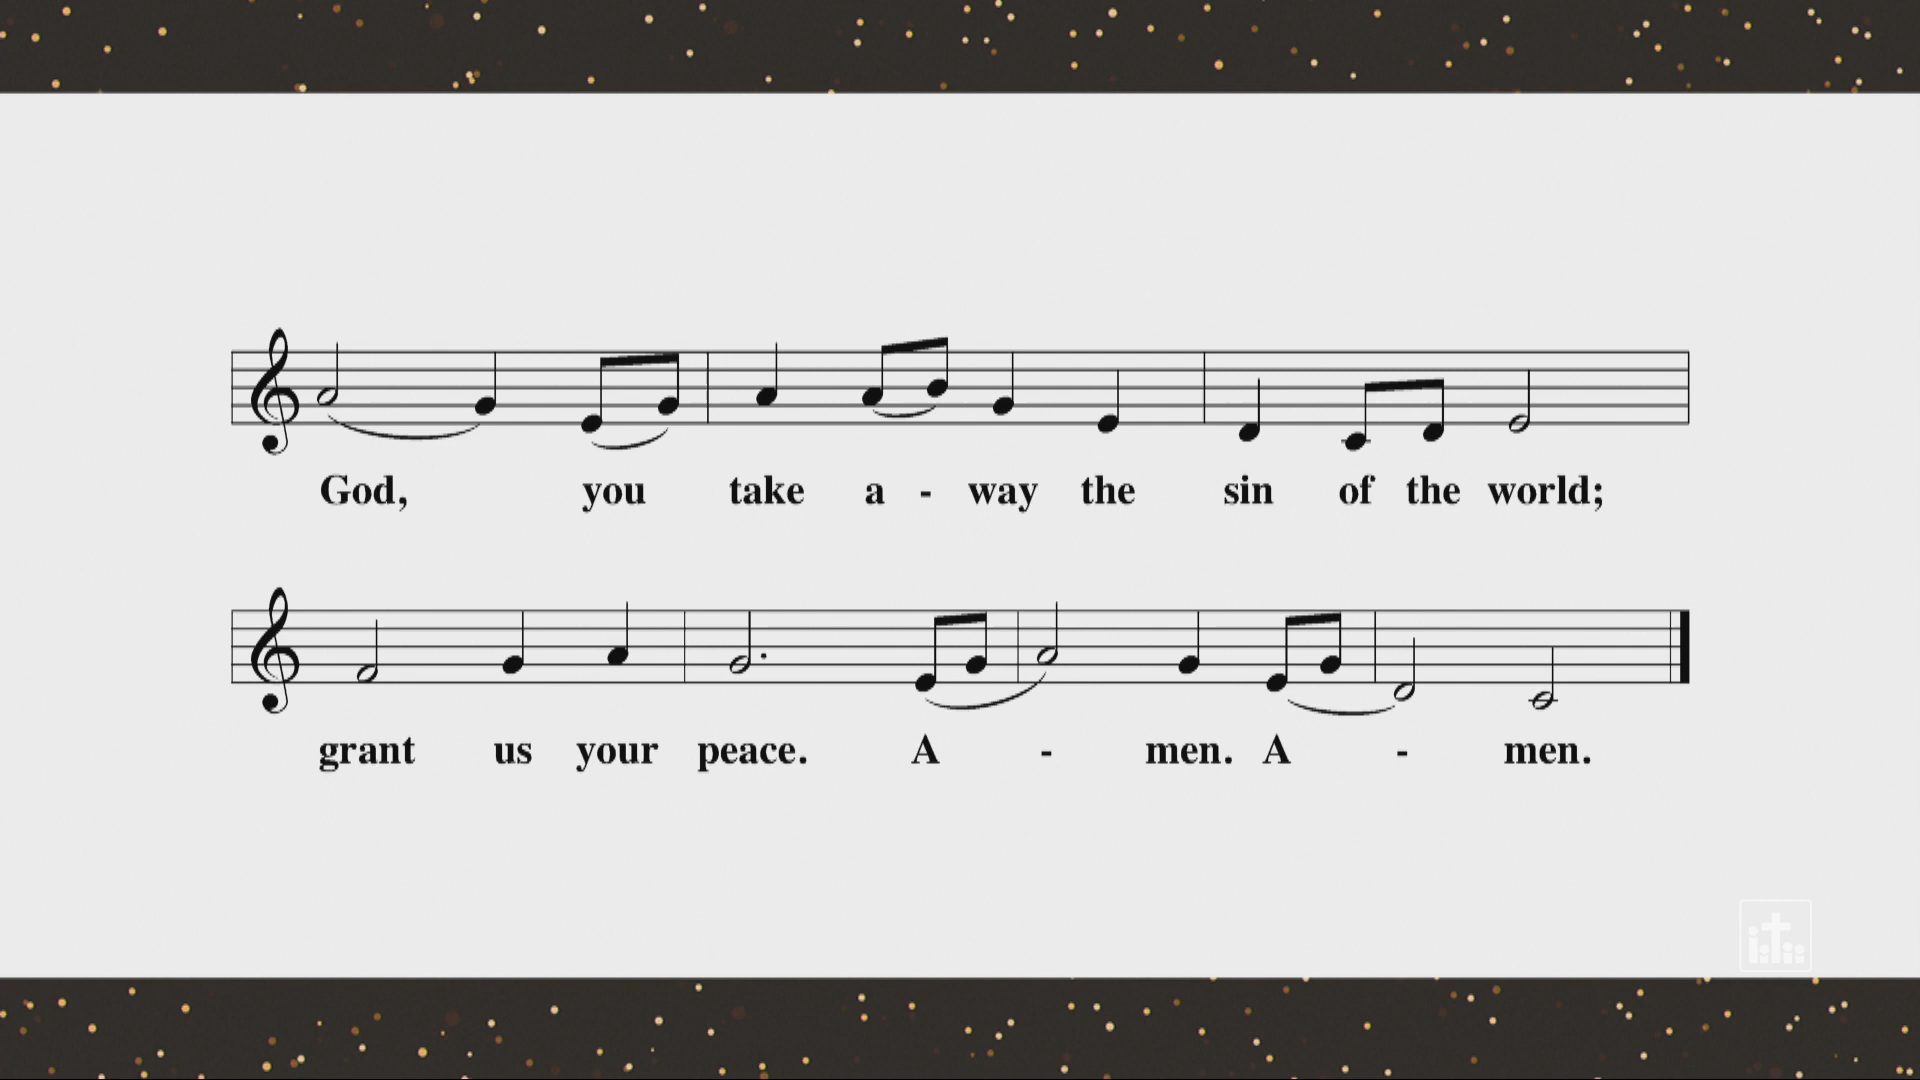 God, you take a - way the sin of the world;
grant us your peace. A - men. A - men.